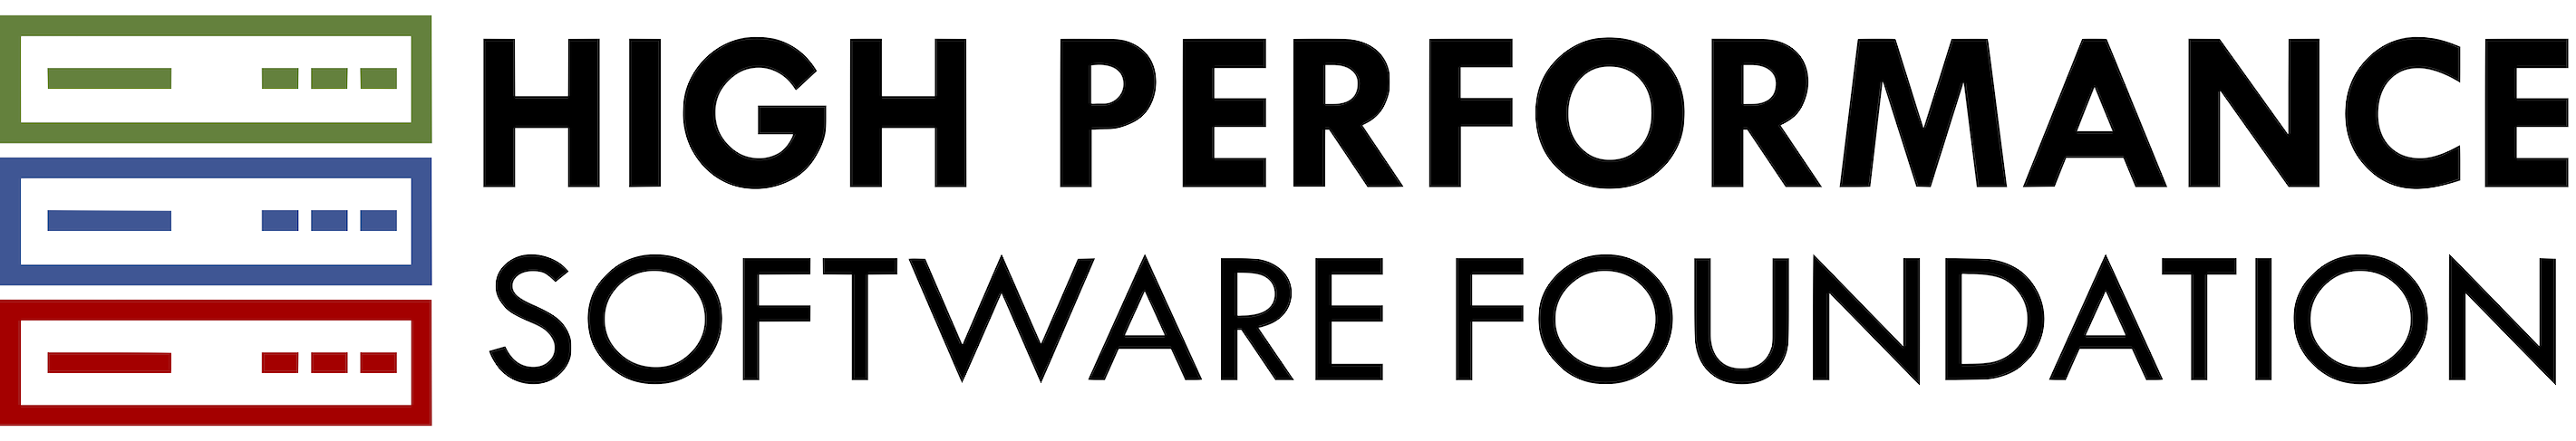 HIGH PERFORMANCE
SOFTWARE FOUNDATION